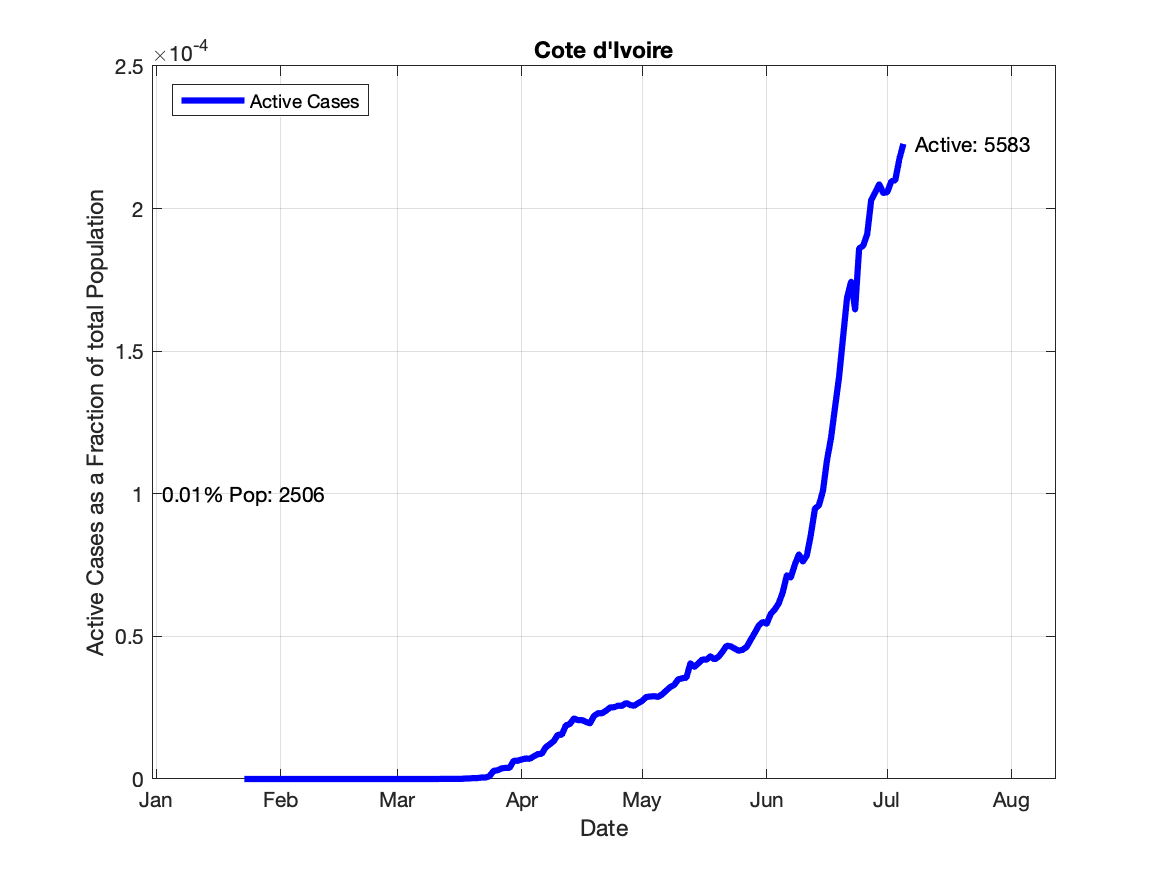 Cote d'Ivoire
×10-4
2.5
2
1.5
1
0.5
0
Active Cases
Active: 5583
0.01% Pop: 2506
Active Cases as a Fraction of total Population
Jan Feb Mar Apr May Jun Jul Aug
Date